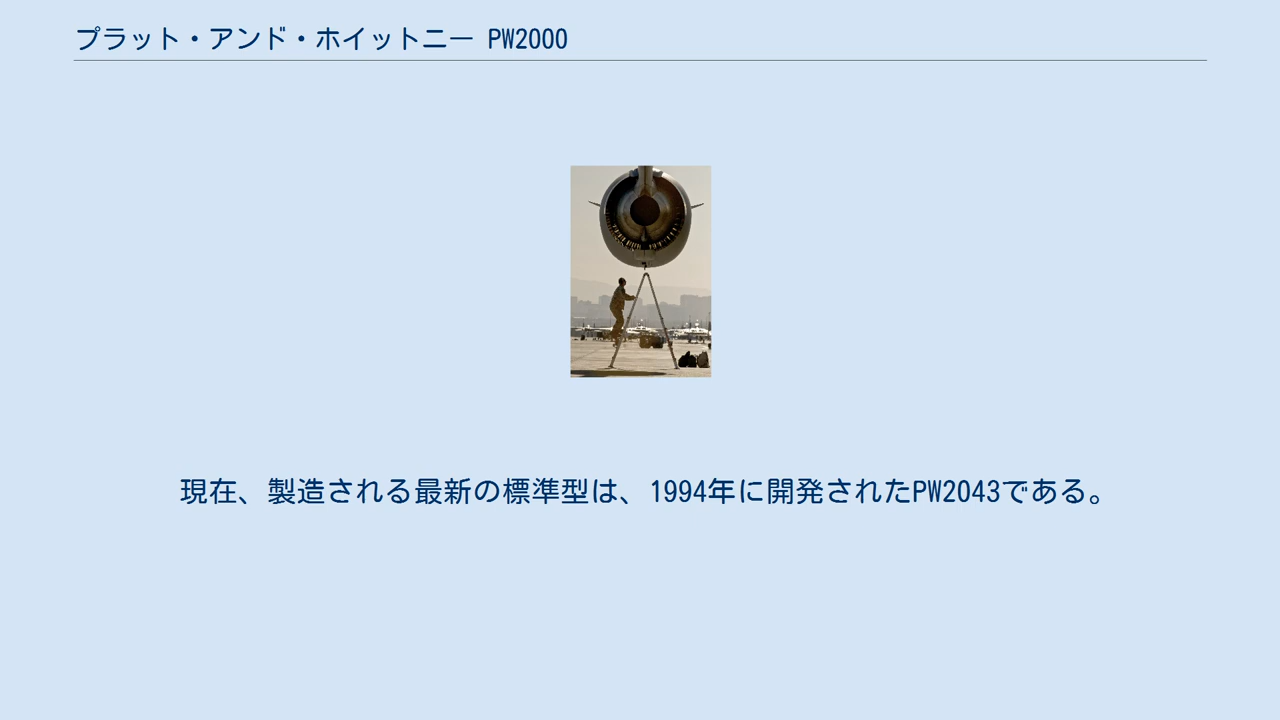 プラット・アンド・ホイットニー PW2000
現在、製造される最新の標準型は、1994年に開発されたPW2043である。